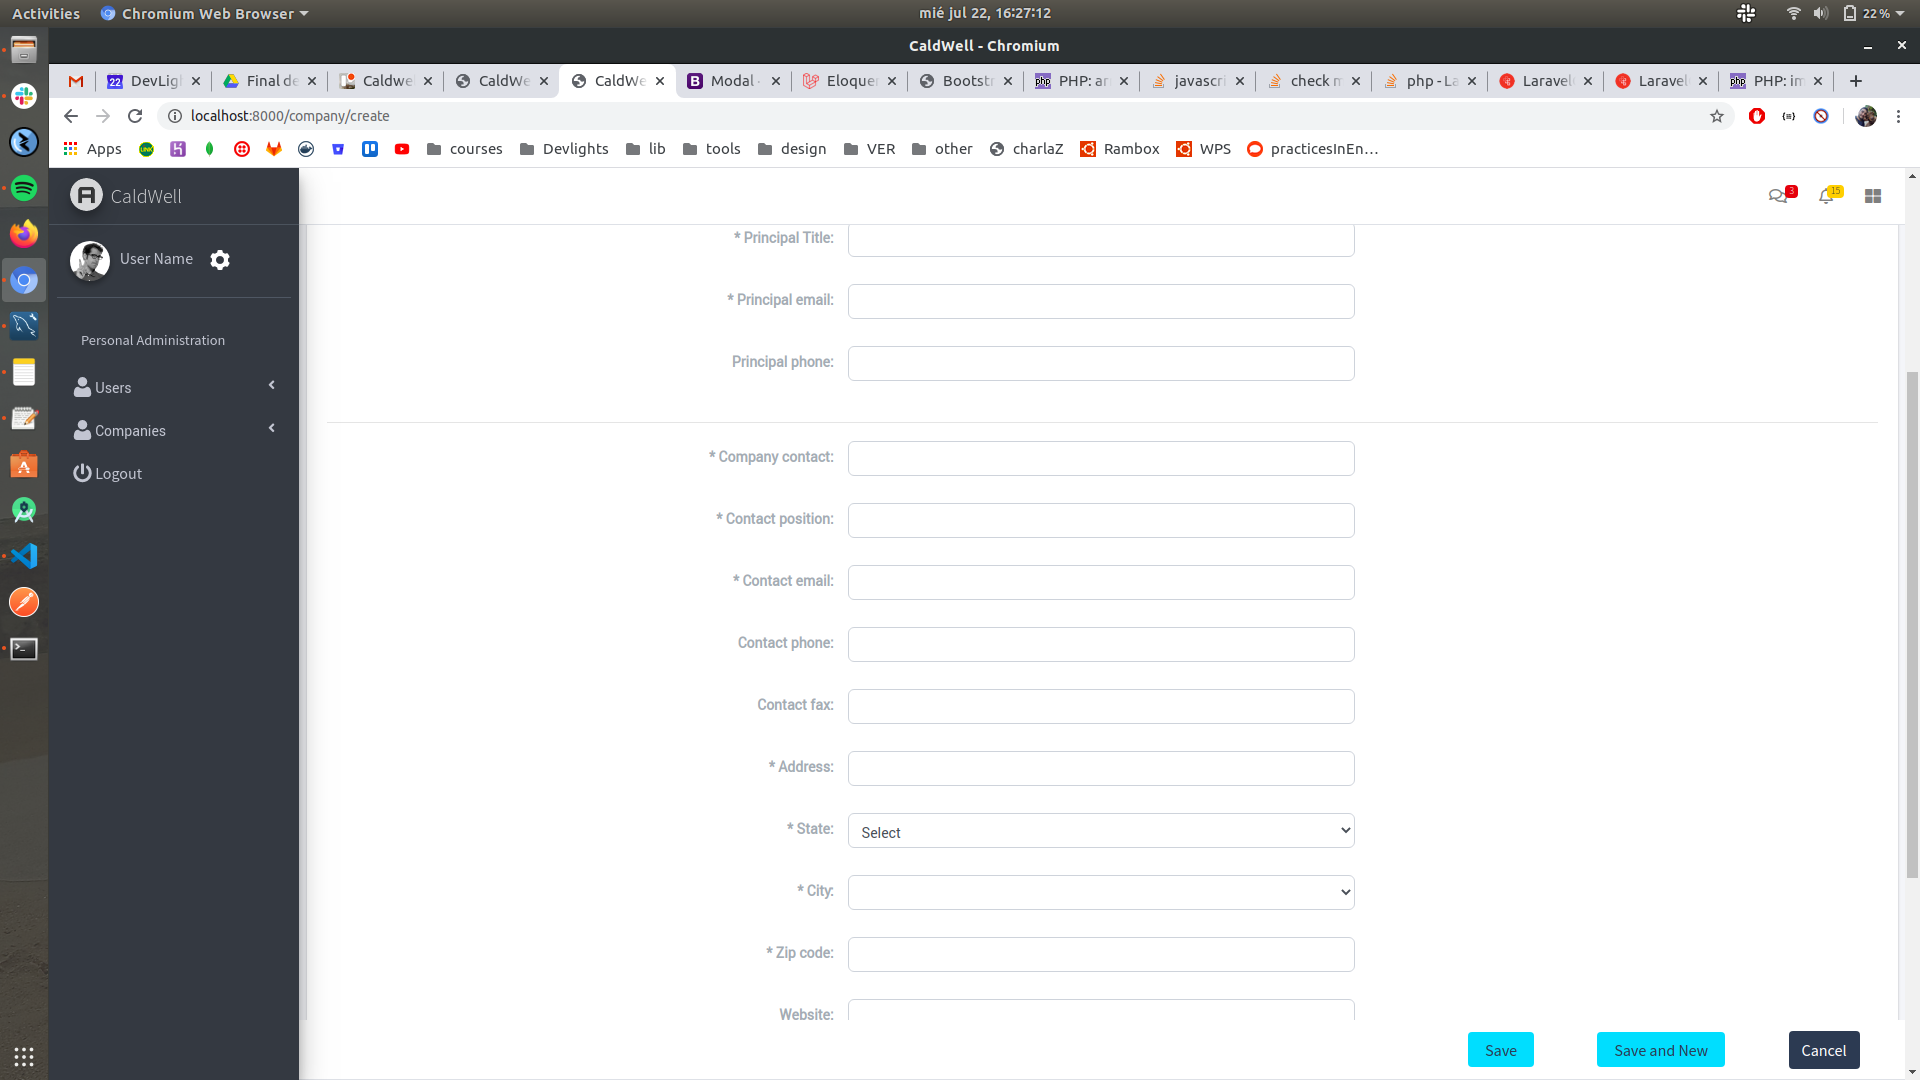 Activities
Chromium Web Browser
mié jul 22, 16:27:12
22 %
CaldWell - Chromium
DevLig
Final de
Caldwe
CaldWe
CaldWe
Modal -
Eloque
Bootst
PHP: ar
javascri
check m
php - La
Laravel
Laravel
PHP: im
localhost:8000/company/create
Apps
courses
Devlights
lib
tools
design
VER
other
charlaZ
Rambox
WPS
practicesInEn...
CaldWell
3
15
User Name
Personal Administration
Users
Companies
Logout
* Principal Title:
* Principal email:
Principal phone:
* Company contact:
* Contact position:
* Contact email:
Contact phone:
Contact fax:
* Address:
* State:
Select
* City:
* Zip code:
Website:
Save
Save and New
Cancel